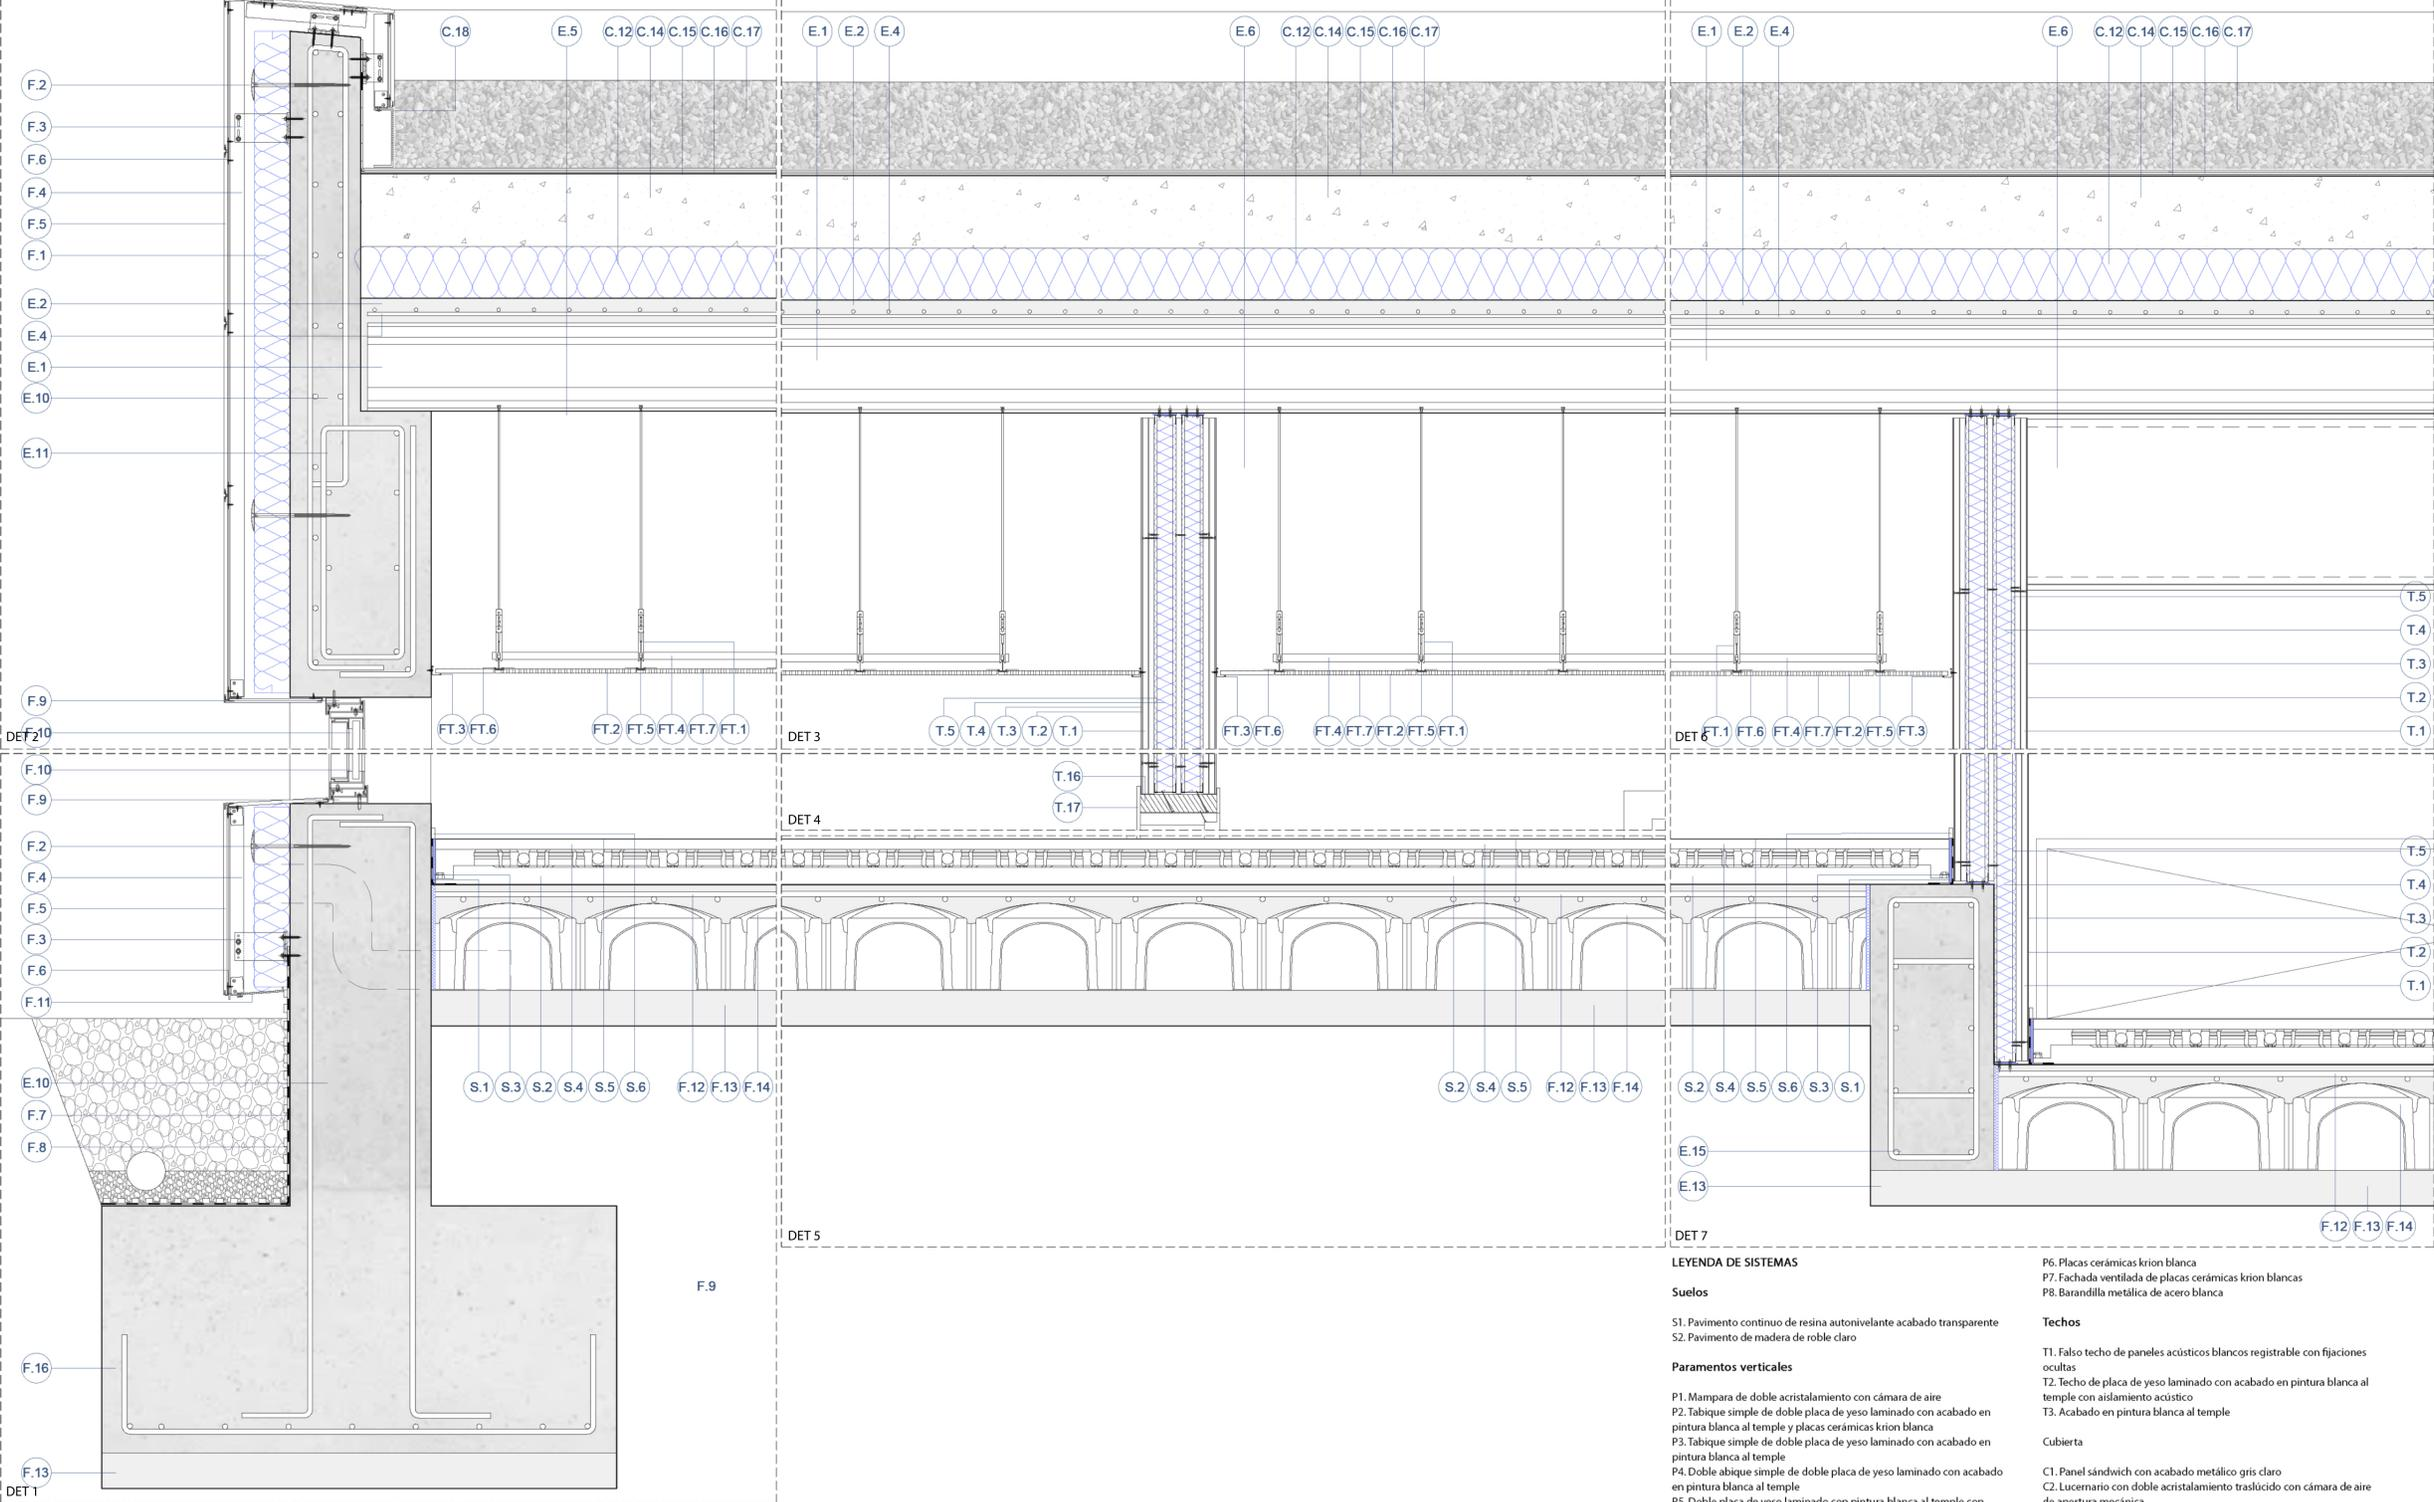 C.18 E.5 C.12 C.14 C.15 C.16 C.17
F.2
F.3
F.6
F.4
F.5
F.1
E.2
E.4
E.1
E.10
E.11
F.9
F.10
FT.3 FT.6 FT.2 FT.5 FT.4 FT.7 FT.1
DET 2
E.1 E.2 E.4 E.6 C.12 C.14 C.15 C.16 C.17
T.5 T.4 T.3 T.2 T.1
FT.3 FT.6 FT.4 FT.7 FT.2 FT.5 FT.1
DET 3
E.1 E.2 E.4 E.6 C.12 C.14 C.15 C.16 C.17
T.5
T.4
T.3
T.2
T.1
FT.1 FT.6 FT.4 FT.7 FT.2 FT.5 FT.3
DET 6
F.10
F.9
F.2
F.4
F.5
F.3
F.6
F.11
E.10
F.7
F.8
F.16
F.13
S.1 S.3 S.2 S.4 S.5 S.6 F.12 F.13 F.14
F.9
DET 1
T.16
T.17
DET 4
S.2 S.4 S.5 F.12 F.13 F.14
DET 5
T.5
T.4
T.3
T.2
T.1
S.2 S.4 S.5 S.6 S.3 S.1
E.15
E.13
F.12 F.13 F.14
DET 7
LEYENDA DE SISTEMAS
Suelos
S1. Pavimento continuo de resina autonivelante acabado transparente
S2. Pavimento de madera de roble claro
Paramentos verticales
P1. Mampara de doble acristalamiento con cámara de aire
P2. Tabique simple de doble placa de yeso laminado con acabado en
pintura blanca al temple y placas cerámicas krion blanca
P3. Tabique simple de doble placa de yeso laminado con acabado en
pintura blanca al temple
P4. Doble abique simple de doble placa de yeso laminado con acabado
en pintura blanca al temple
P5. Doble placa de yeso laminado con pintura blanca al temple con
P6. Placas cerámicas krion blanca
P7. Fachada ventilada de placas cerámicas krion blancas
P8. Barandilla metálica de acero blanca
Techos
T1. Falso techo de paneles acústicos blancos registrable con fijaciones
ocultas
T2. Techo de placa de yeso laminado con acabado en pintura blanca al
temple con aislamiento acústico
T3. Acabado en pintura blanca al temple
Cubierta
C1. Panel sándwich con acabado metálico gris claro
C2. Lucernario con doble acristalamiento traslúcido con cámara de aire
de apertura mecánica